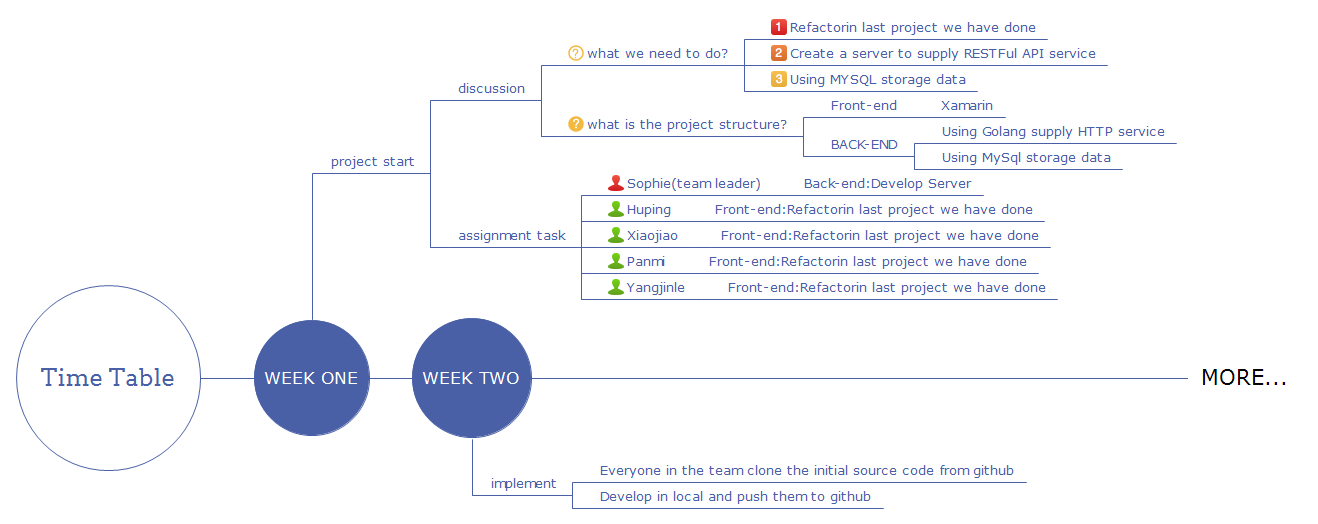 1 Refactorin last project we have done
what we need to do?
2 Create a server to supply RESTFul API service
3 Using MYSQL storage data
discussion
Front-end Xamarin
what is the project structure?
Using Golang supply HTTP service
BACK-END
Using MySql storage data
project start
Sophie(team leader) Back-end:Develop Server
Huping Front-end:Refactorin last project we have done
assignment task
Xiaojiao Front-end:Refactorin last project we have done
Panmi Front-end:Refactorin last project we have done
Yangjinle Front-end:Refactorin last project we have done
Time Table
WEEK ONE
WEEK TWO
MORE...
implement
Everyone in the team clone the initial source code from github
Develop in local and push them to github